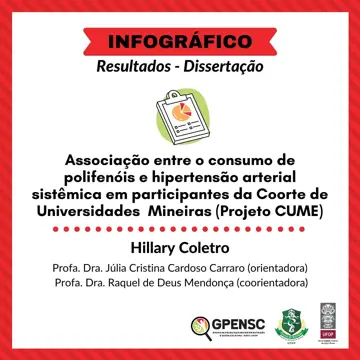 INFOGRÁFICO
Resultados - Dissertação
Associação entre o consumo de
polifenóis e hipertensão arterial
sistêmica em participantes da Coorte de
Universidades Mineiras (Projeto CUME)
Hillary Coletro
Profa. Dra. Júlia Cristina Cardoso Carraro (orientadora)
Profa. Dra. Raquel de Deus Mendonça (coorientadora)
GPENSC
UFOP